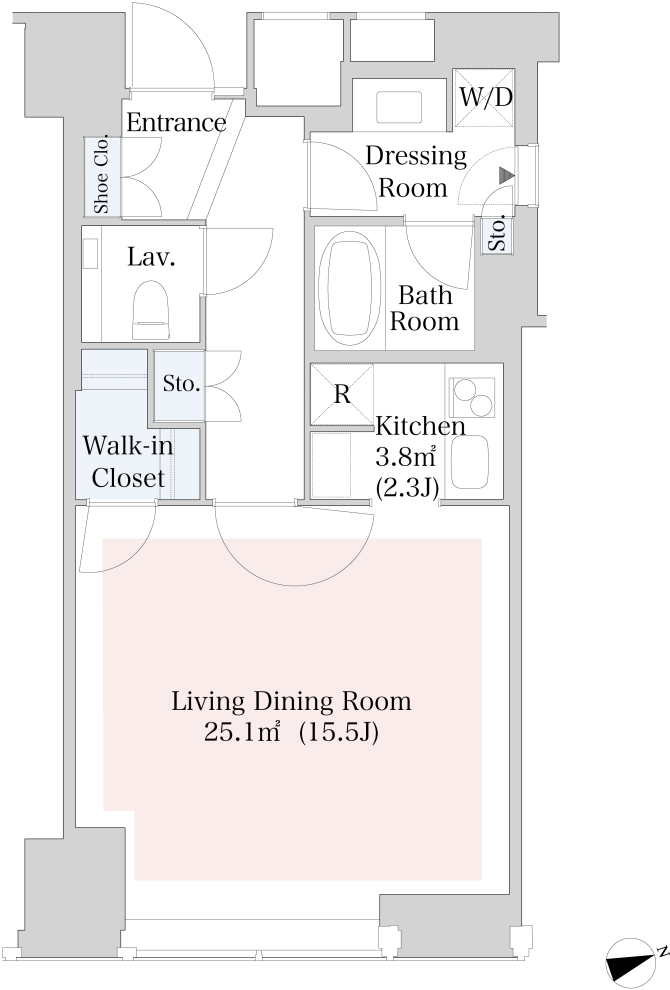 Entrance
W/D
Shoe Clo.
Dressing
Room
Sto.
Lav.
Bath
Room
Sto.
R
Kitchen
3.8㎡
(2.3J)
Walk-in
Closet
Living Dining Room
25.1㎡ (15.5J)
N